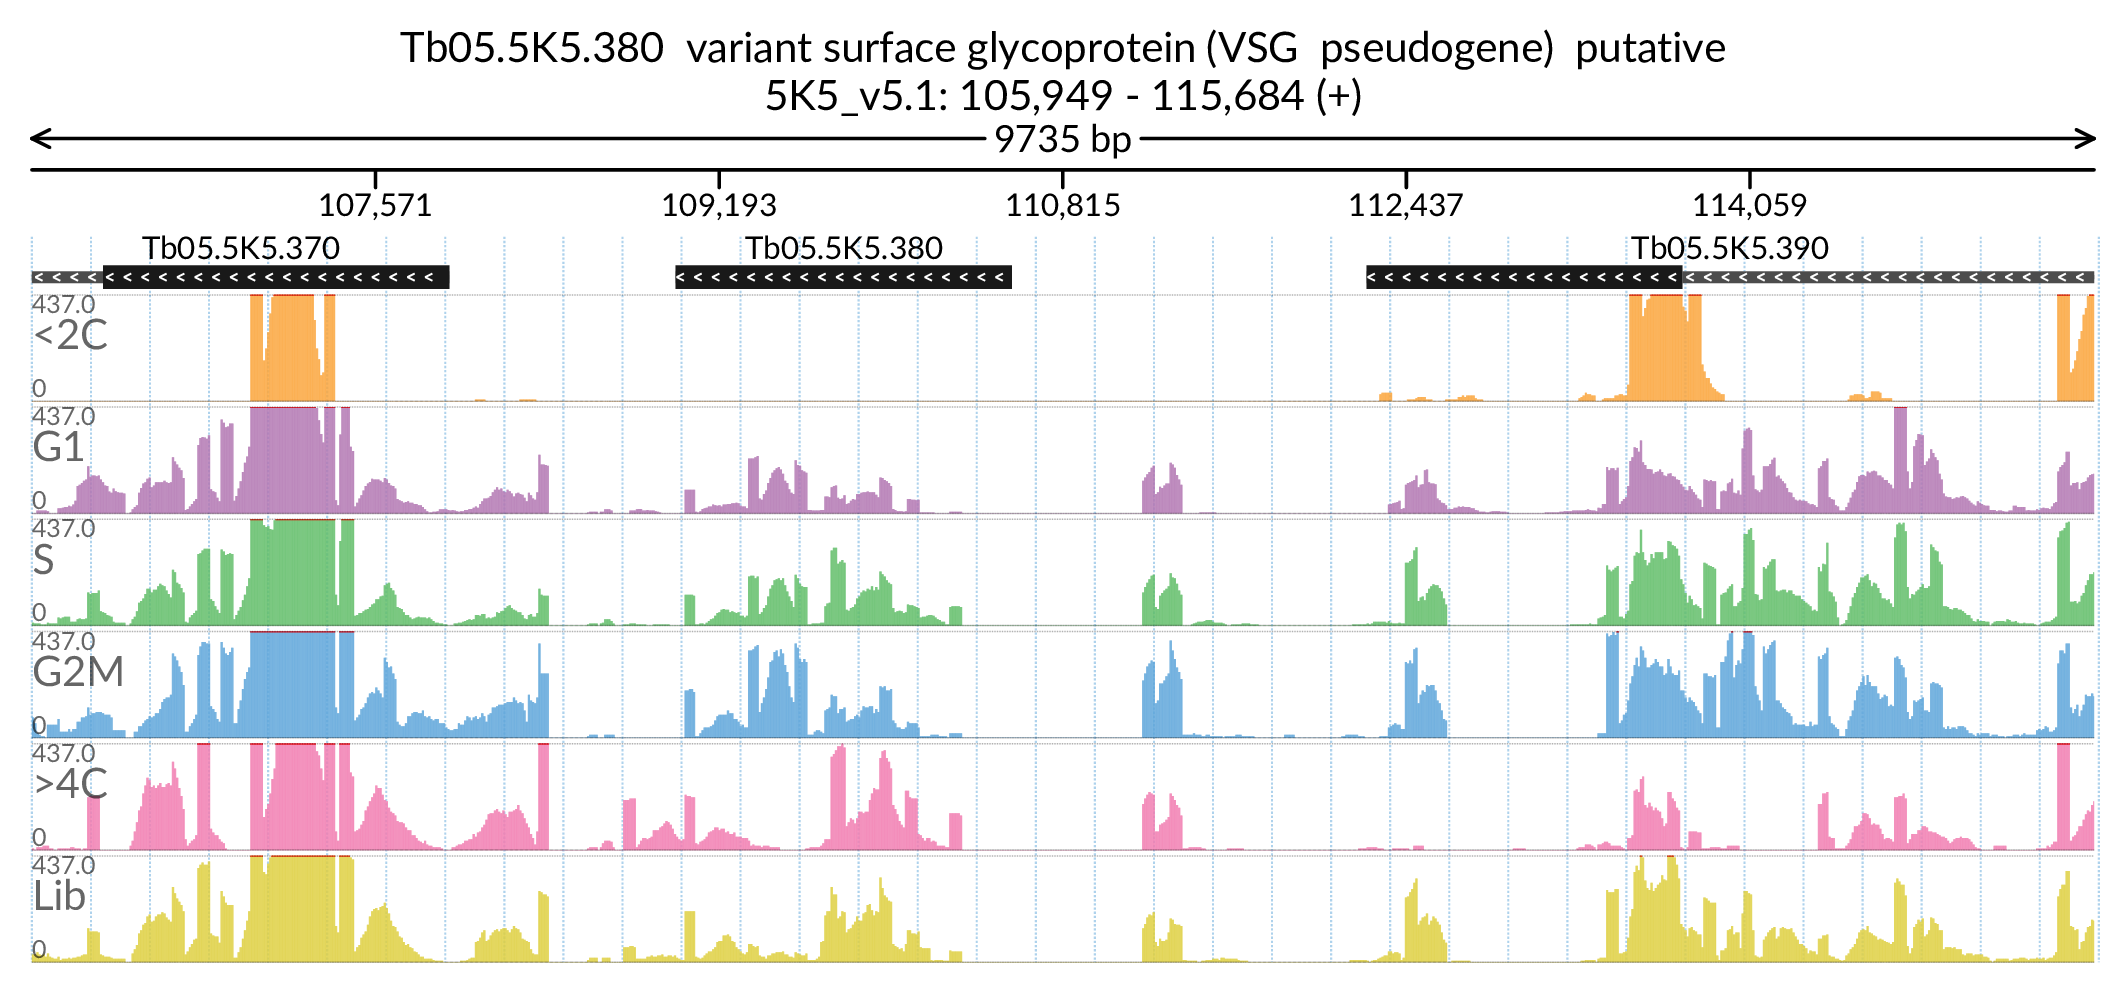 Tb05.5K5.380 variant surface glycoprotein (VSG pseudogene) putative
5K5_v5.1: 105,949 - 115,684 (+)
9735 bp
107,571 109,193 110,815 112,437 114,059
Tb05.5K5.370 Tb05.5K5.380 Tb05.5K5.390
437.0
<2C
0
437.0
G1
0
437.0
S
0
437.0
G2M
0
437.0
>4C
0
437.0
Lib
0